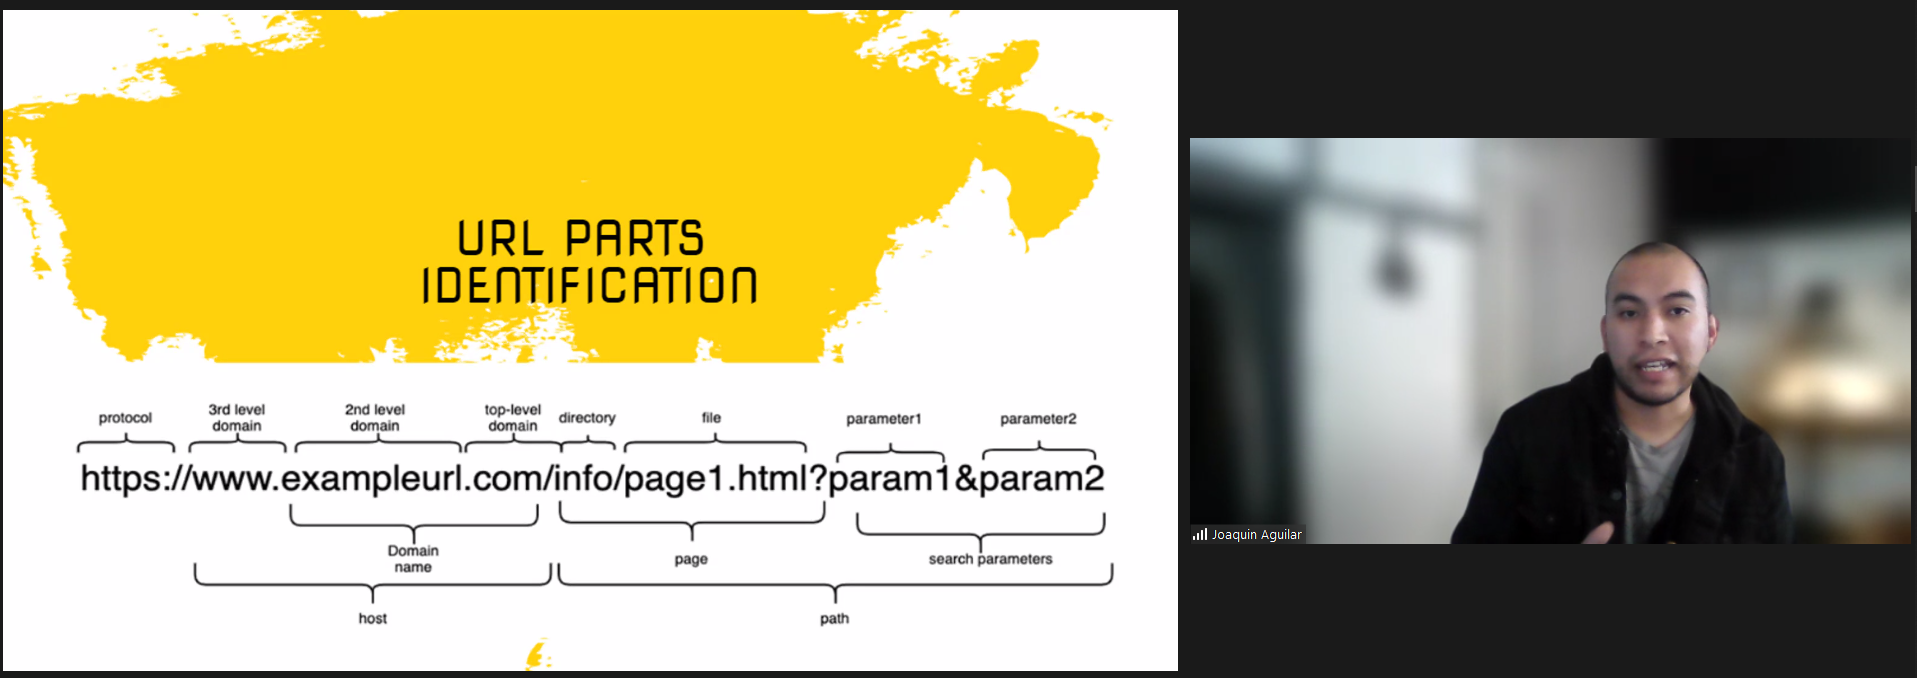 URL PARTS
IDENTIFICATION
protocol
3rd level
domain
2nd level
domain
top-level
domain
directory
file
parameter1
parameter2
https://www.exampleurl.com/info/page1.html?param1&param2
Domain
name
page
search parameters
host
path
Joaquin Aguilar